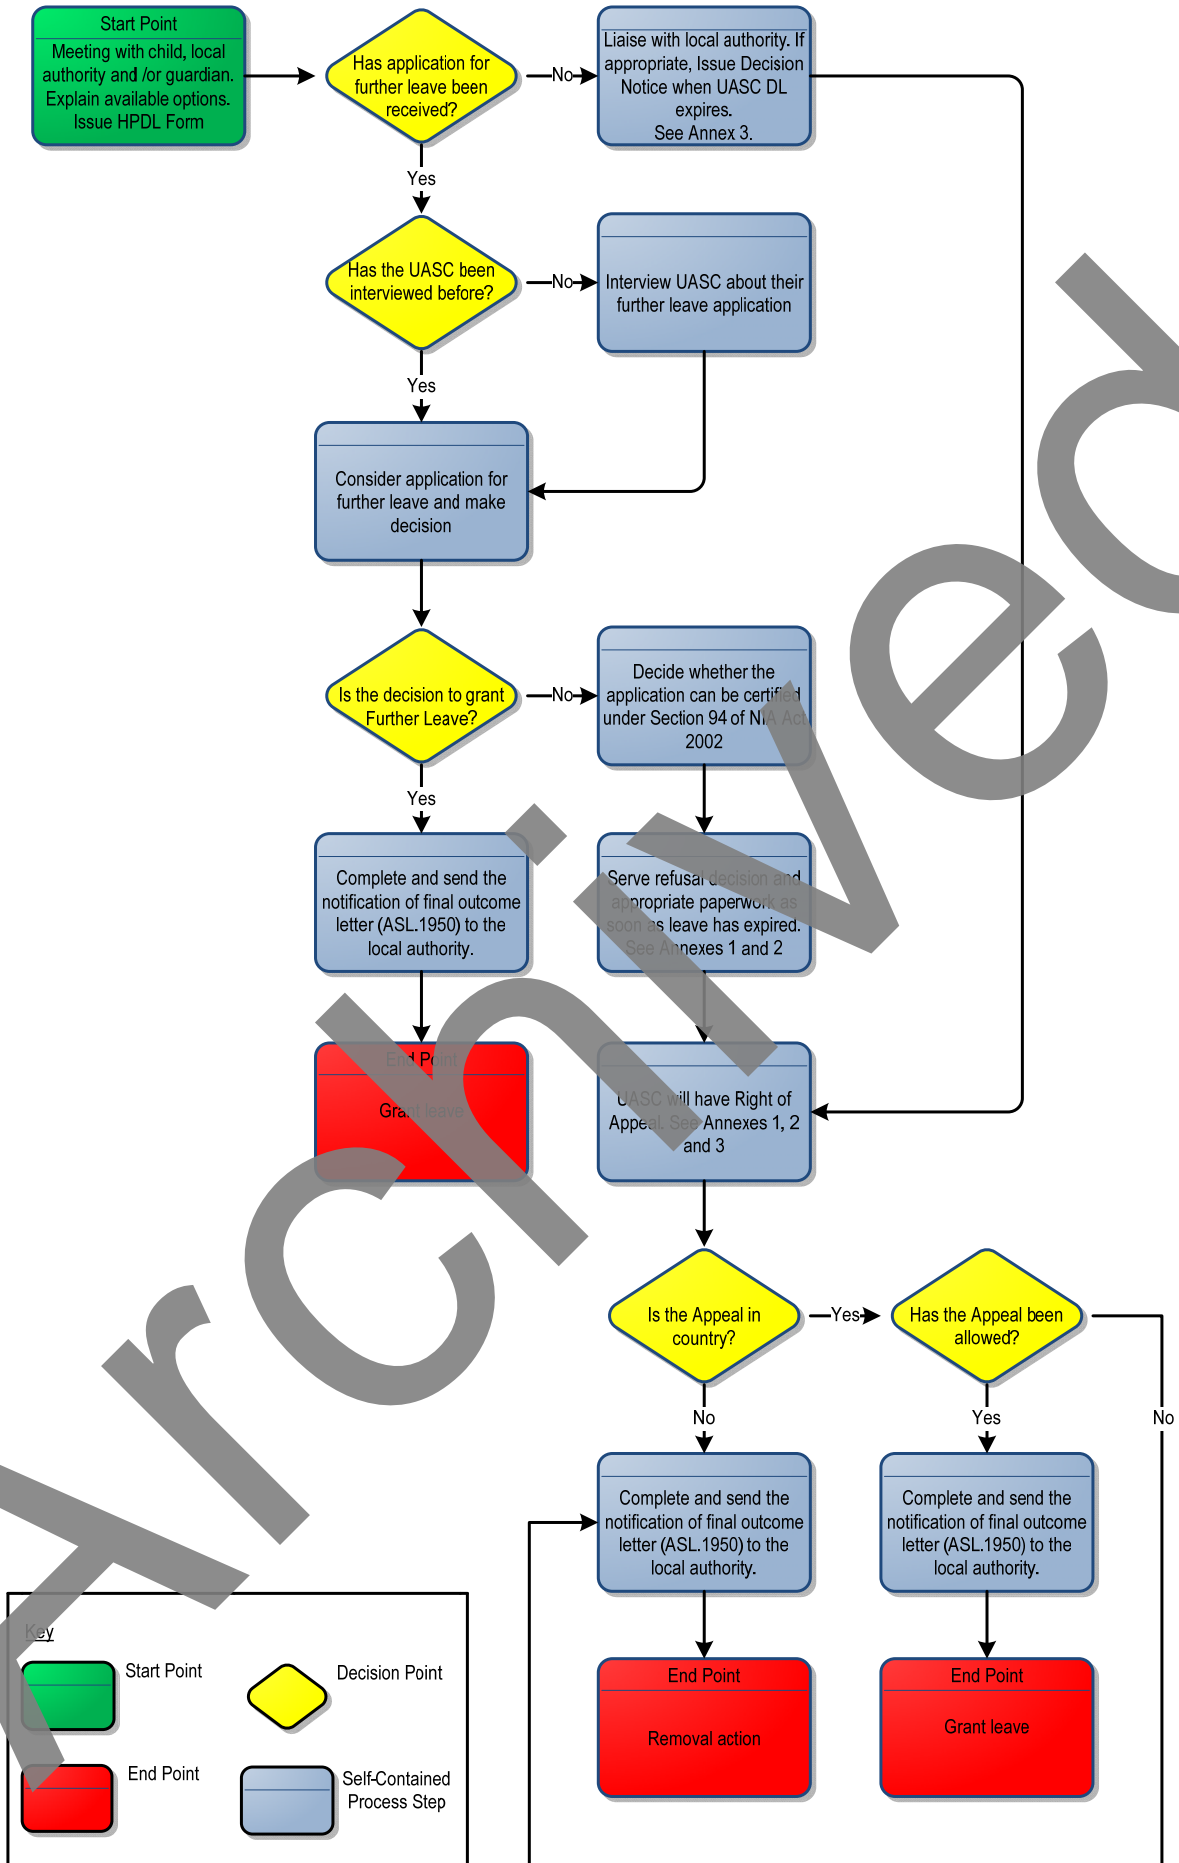 Start Point
Meeting with child, local
authority and /or guardian.
Explain available options.
Issue HPDL Form
Has application for
further leave been
received?
No
Liaise with local authority. If
appropriate, Issue Decision
Notice when UASC DL
expires.
See Annex 3.
Yes
Has the UASC been
interviewed before?
No
Interview UASC about their
further leave application
Yes
Consider application for
further leave and make
decision
Is the decision to grant
Further Leave?
No
Decide whether the
application can be certified
under Section 94 of NIA Act
2002
Yes
Complete and send the
notification of final outcome
letter (ASL.1950) to the
local authority.
Serve refusal decision and
appropriate paperwork as
soon as leave has expired.
See Annexes 1 and 2
End Point
Grant leave
UASC will have Right of
Appeal. See Annexes 1, 2
and 3
Is the Appeal in
country?
Yes
Has the Appeal been
allowed?
No
Yes
No
Complete and send the
notification of final outcome
letter (ASL.1950) to the
local authority.
Complete and send the
notification of final outcome
letter (ASL.1950) to the
local authority.
End Point
Removal action
End Point
Grant leave
Key
Start Point
Decision Point
End Point
Self-Contained
Process Step
Archived